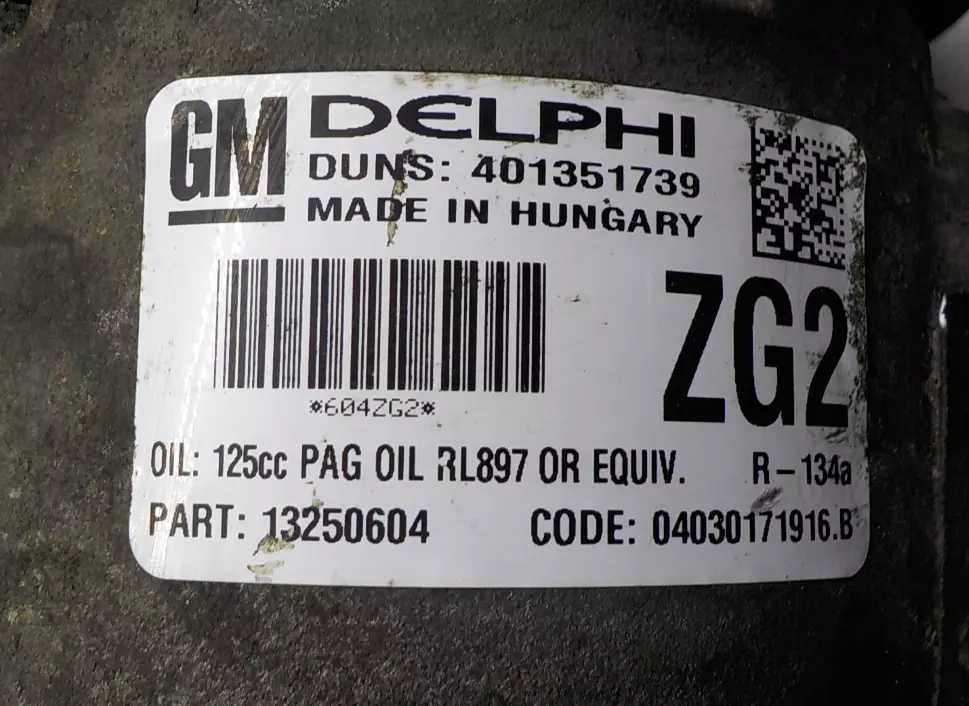 GM
DELPHI
DUNS: 401351739
MADE IN HUNGARY
ZG2
*604ZG2*
OIL: 125cc PAG OIL RL897 OR EQUIV. R-134a
PART: 13250604 CODE: 04030171916.B